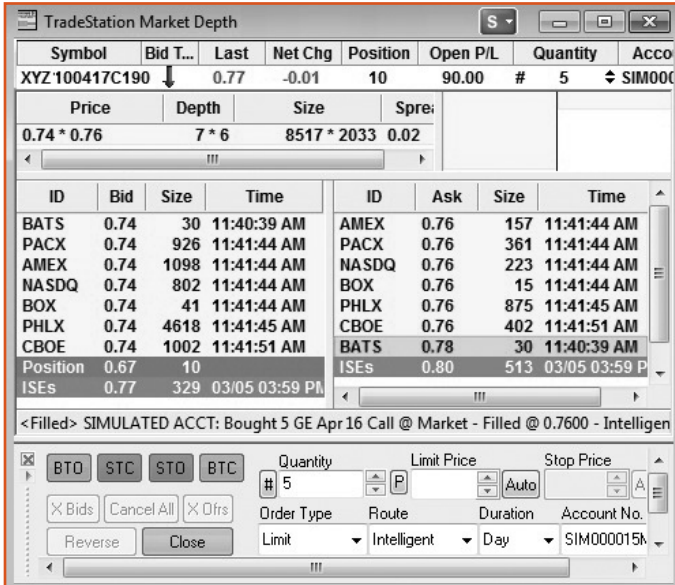 TradeStation Market Depth S
Symbol Bid T... Last Net Chg Position Open P/L Quantity Acco
XYZ 100417C190 0.77 -0.01 10 90.00 # 5 SIM000
Price Depth Size Sprea
0.74 * 0.76 7 * 6 8517 * 2033 0.02
ID Bid Size Time ID Ask Size Time
BATS 0.74 30 11:40:39 AM AMEX 0.76 157 11:41:44 AM
PACX 0.74 926 11:41:44 AM PACX 0.76 361 11:41:44 AM
AMEX 0.74 1098 11:41:44 AM NASDQ 0.76 223 11:41:44 AM
NASDQ 0.74 802 11:41:44 AM BOX 0.76 15 11:41:44 AM
BOX 0.74 41 11:41:44 AM PHLX 0.76 875 11:41:45 AM
PHLX 0.74 4618 11:41:45 AM CBOE 0.76 402 11:41:51 AM
CBOE 0.74 1002 11:41:51 AM BATS 0.78 30 11:40:39 AM
Position 0.67 10 ISEs 0.80 513 03/05 03:59 P
ISEs 0.77 329 03/05 03:59 PM
<Filled> SIMULATED ACCT: Bought 5 GE Apr 16 Call @ Market - Filled @ 0.7600 - Intelligen
BTO STC STO BTC Quantity Limit Price Stop Price
# 5 P Auto A
X Bids Cancel All X Ofrs Order Type Route Duration Account No.
Reverse Close Limit Intelligent Day SIM000015M